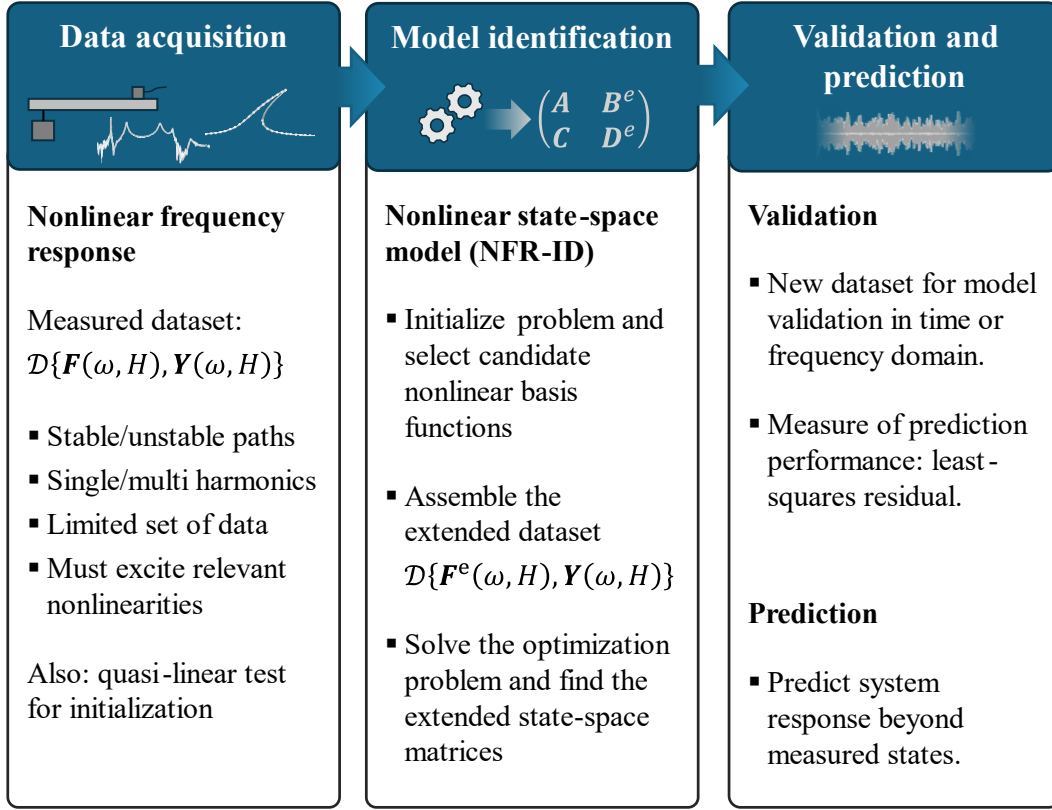 Data acquisition
Nonlinear frequency
response
Measured dataset:
𝒟{F(ω, H), Y(ω, H)}
▪ Stable/unstable paths
▪ Single/multi harmonics
▪ Limited set of data
▪ Must excite relevant
nonlinearities
Also: quasi-linear test
for initialization
Model identification
A B^e
C D^e
Nonlinear state-space
model (NFR-ID)
▪ Initialize problem and
select candidate
nonlinear basis
functions
▪ Assemble the
extended dataset
𝒟{F^e(ω, H), Y(ω, H)}
▪ Solve the optimization
problem and find the
extended state-space
matrices
Validation and
prediction
Validation
▪ New dataset for model
validation in time or
frequency domain.
▪ Measure of prediction
performance: least-
squares residual.
Prediction
▪ Predict system
response beyond
measured states.